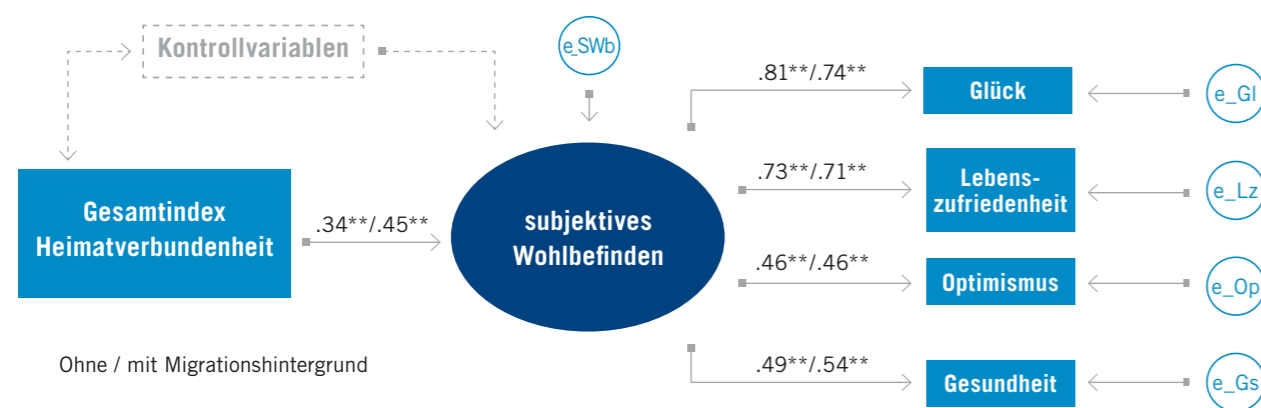 Kontrollvariablen
e_SWb
.81**/.74**
Glück
e_Gl
Gesamtindex
Heimatverbundenheit
.34**/.45**
subjektives
Wohlbefinden
.73**/.71**
Lebens-
zufriedenheit
e_Lz
.46**/.46**
Optimismus
e_Op
Ohne / mit Migrationshintergrund
.49**/.54**
Gesundheit
e_Gs